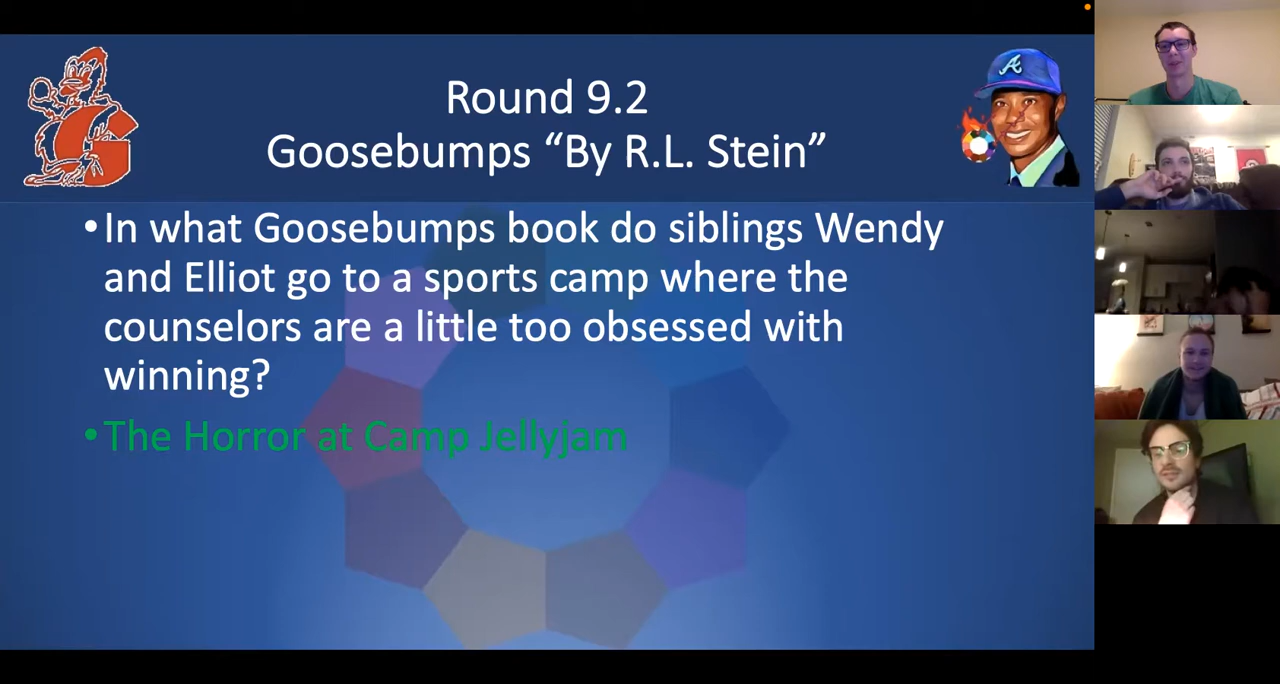 Round 9.2
Goosebumps “By R.L. Stein”
•In what Goosebumps book do siblings Wendy
and Elliot go to a sports camp where the
counselors are a little too obsessed with
winning?
•The Horror at Camp Jellyjam
G
A